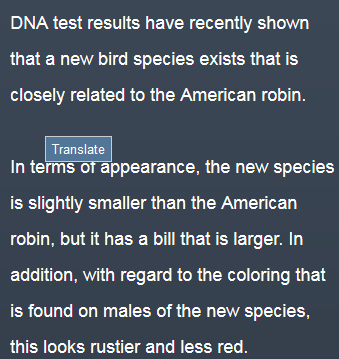 DNA test results have recently shown
that a new bird species exists that is
closely related to the American robin.
Translate
In terms of appearance, the new species
is slightly smaller than the American
robin, but it has a bill that is larger. In
addition, with regard to the coloring that
is found on males of the new species,
this looks rustier and less red.